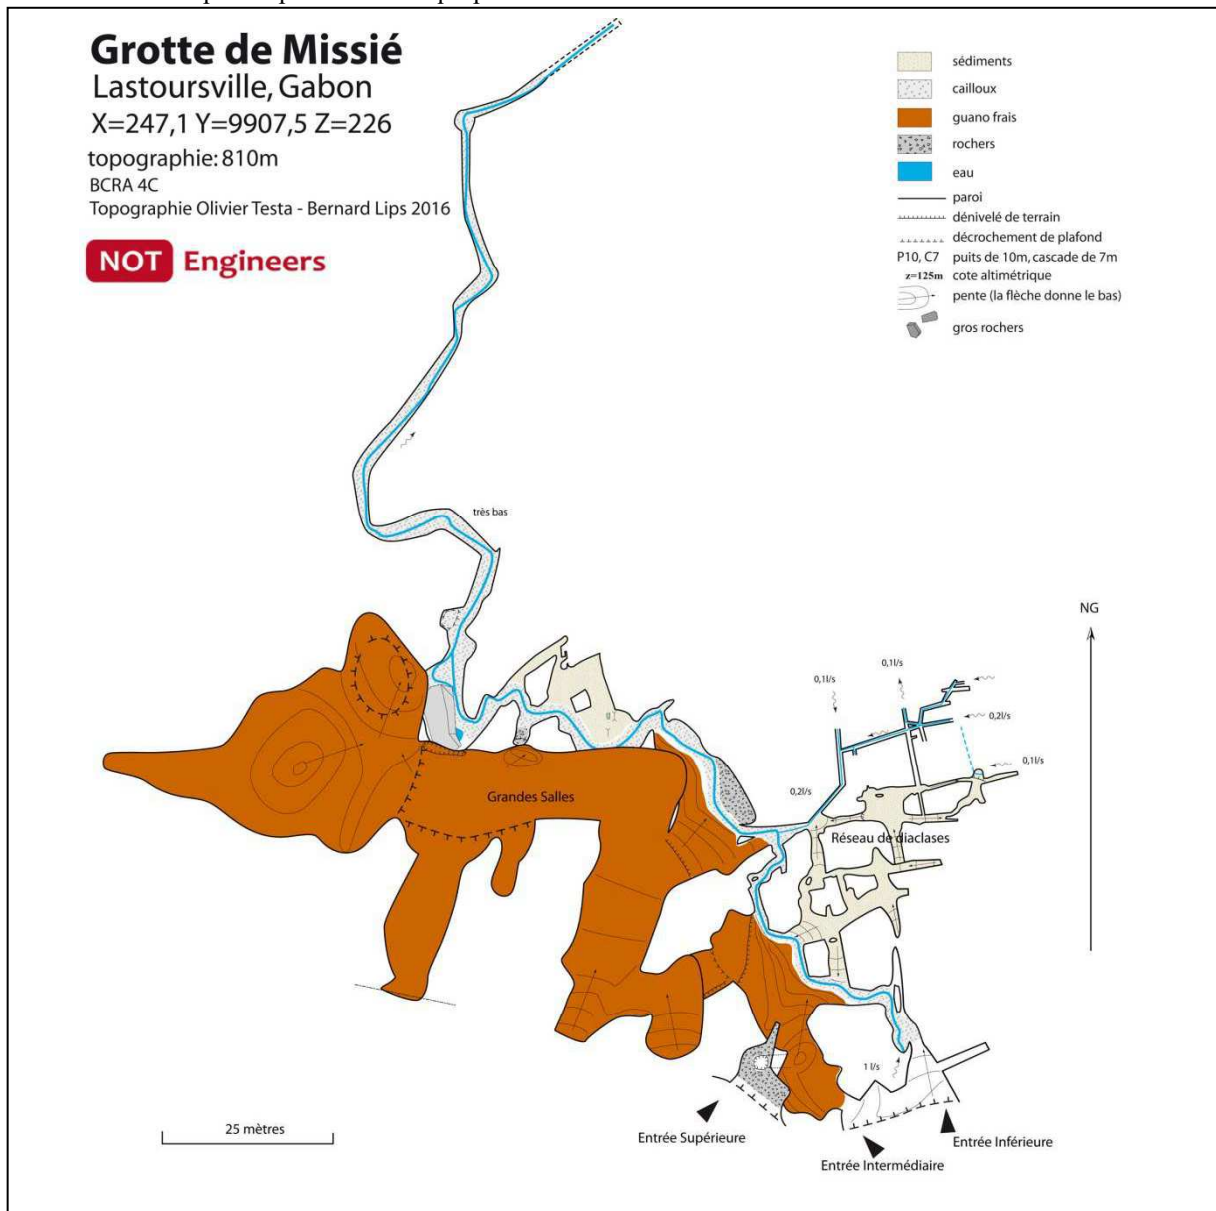 Grotte de Missié
Lastoursville, Gabon
X=247,1 Y=9907,5 Z=226
topographie: 810m
BCRA 4C
Topographie Olivier Testa - Bernard Lips 2016
NOT Engineers
sédiments
cailloux
guano frais
rochers
eau
paroi
dénivelé de terrain
décrochement de plafond
P10, C7 puits de 10m, cascade de 7m
z=125m cote altimétrique
pente (la flèche donne le bas)
gros rochers
très bas
NG
0,1l/s
0,1l/s
0,2l/s
0,1l/s
0,2l/s
Grandes Salles
Réseau de diaclases
1 l/s
25 mètres
Entrée Supérieure
Entrée Intermédiaire
Entrée Inférieure